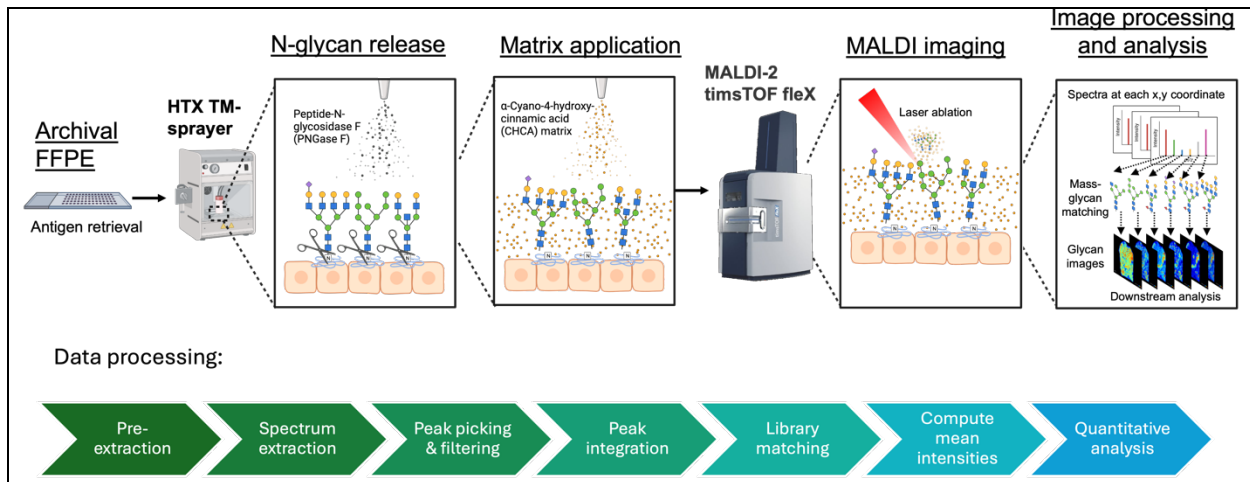 N-glycan release
Matrix application
MALDI imaging
Image processing
and analysis
HTX TM-
sprayer
MALDI-2
timsTOF fleX
Archival
FFPE
Antigen retrieval
Peptide-N-
glycosidase F
(PNGase F)
N
N
N
α-Cyano-4-hydroxy-
cinnamic acid
(CHCA) matrix
N
N
N
Laser ablation
N
N
N
Spectra at each x,y coordinate
Intensity
Intensity
Intensity
Mass-
glycan
matching
Glycan
images
Downstream analysis
Data processing:
Pre-
extraction
Spectrum
extraction
Peak picking
& filtering
Peak
integration
Library
matching
Compute
mean
intensities
Quantitative
analysis